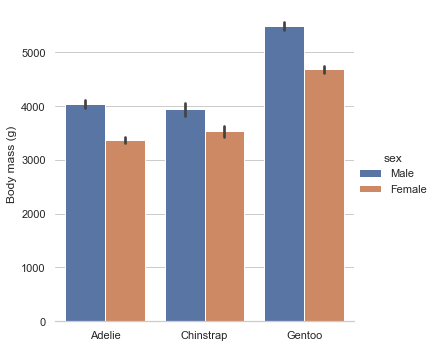 Body mass (g)
5000
4000
3000
2000
1000
0
Adelie
Chinstrap
Gentoo
sex
Male
Female